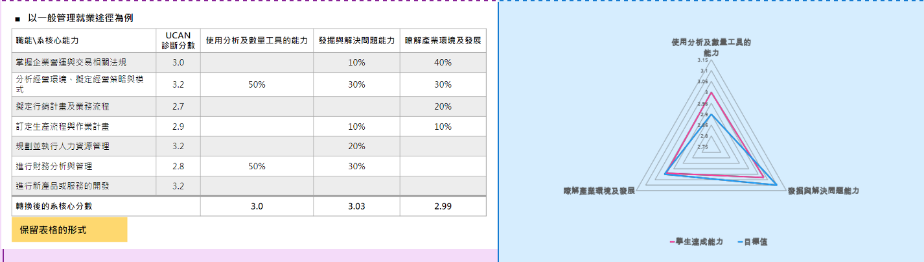 ▪ 以一般管理就業途徑為例
職能\系核心能力 UCAN 診斷分數 使用分析及數量工具的能力 發掘與解決問題能力 瞭解產業環境及發展
掌握企業營運與交易相關法規 3.0 10% 40%
分析經營環境、擬定經營策略與模式 3.2 50% 30% 30%
擬定行銷計畫及業務流程 2.7 20%
訂定生產流程與作業計畫 2.9 10% 10%
規劃並執行人力資源管理 3.2 20%
進行財務分析與管理 2.8 50% 30%
進行新產品或服務的開發 3.2
轉換後的系核心分數 3.0 3.03 2.99
保留表格的形式
使用分析及數量工具的
能力
3.15
3.1
3.05
3
2.95
2.9
2.85
2.8
2.75
瞭解產業環境及發展
發掘與解決問題能力
學生達成能力 目標值